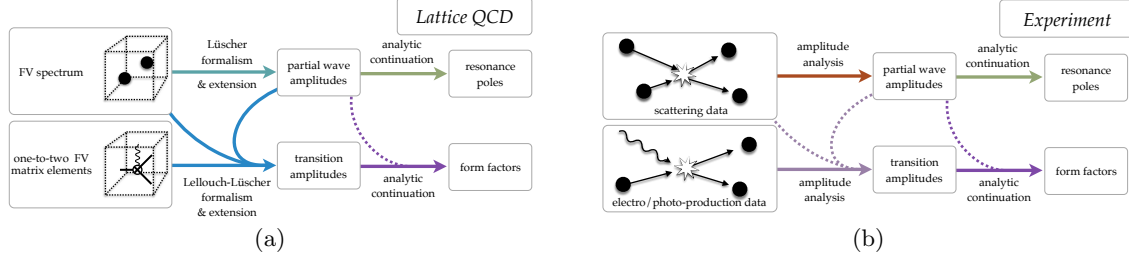 Lattice QCD
FV spectrum
Lüscher
formalism
& extension
partial wave
amplitudes
analytic
continuation
resonance
poles
one-to-two FV
matrix elements
Lellouch-Lüscher
formalism
& extension
transition
amplitudes
analytic
continuation
form factors
(a)
Experiment
scattering data
amplitude
analysis
partial wave
amplitudes
analytic
continuation
resonance
poles
electro/photo-production data
amplitude
analysis
transition
amplitudes
analytic
continuation
form factors
(b)